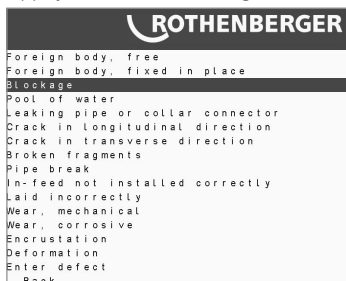 ROTHENBERGER
Foreign body, free
Foreign body, fixed in place
Blockage
Pool of water
Leaking pipe or collar connector
Crack in longitudinal direction
Crack in transverse direction
Broken fragments
Pipe break
In-feed not installed correctly
Laid incorrectly
Wear, mechanical
Wear, corrosive
Encrustation
Deformation
Enter defect
Back